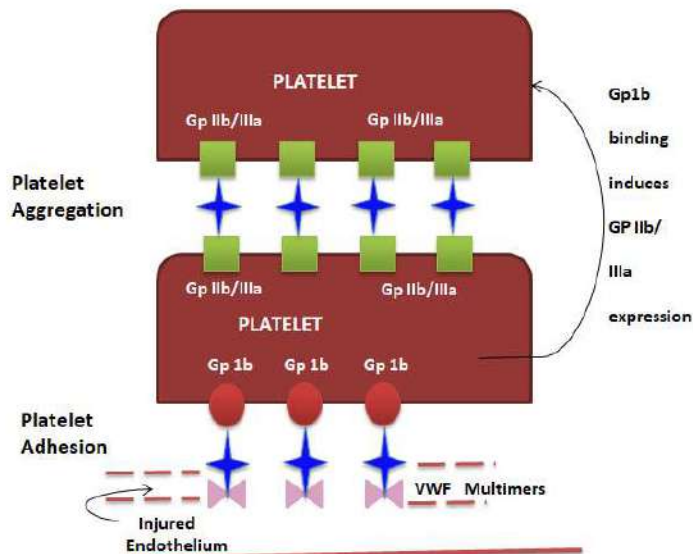 PLATELET
Gp IIb/IIIa Gp IIb/IIIa
Platelet
Aggregation
Gp IIb/IIIa Gp IIb/IIIa
PLATELET
Gp 1b Gp 1b Gp 1b
Gp1b
binding
induces
GP IIb/
IIIa
expression
Platelet
Adhesion
VWF Multimers
Injured
Endothelium